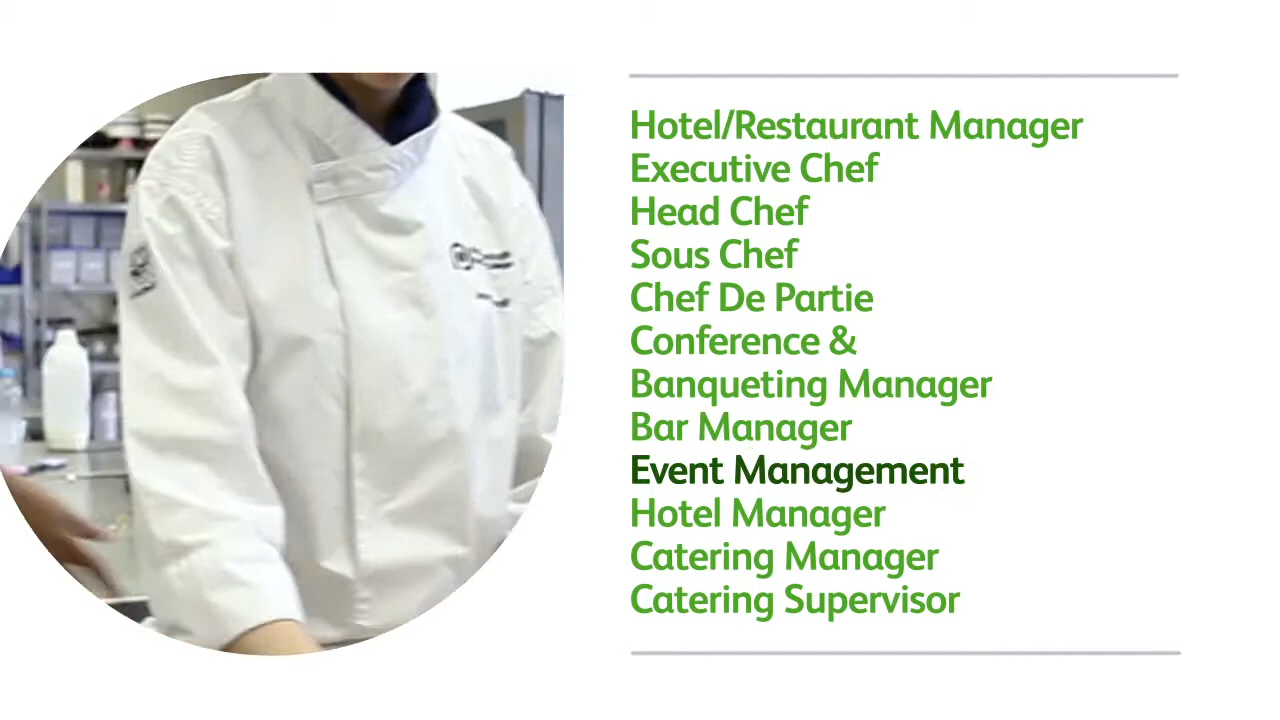 Hotel/Restaurant Manager
Executive Chef
Head Chef
Sous Chef
Chef De Partie
Conference &
Banqueting Manager
Bar Manager
Event Management
Hotel Manager
Catering Manager
Catering Supervisor